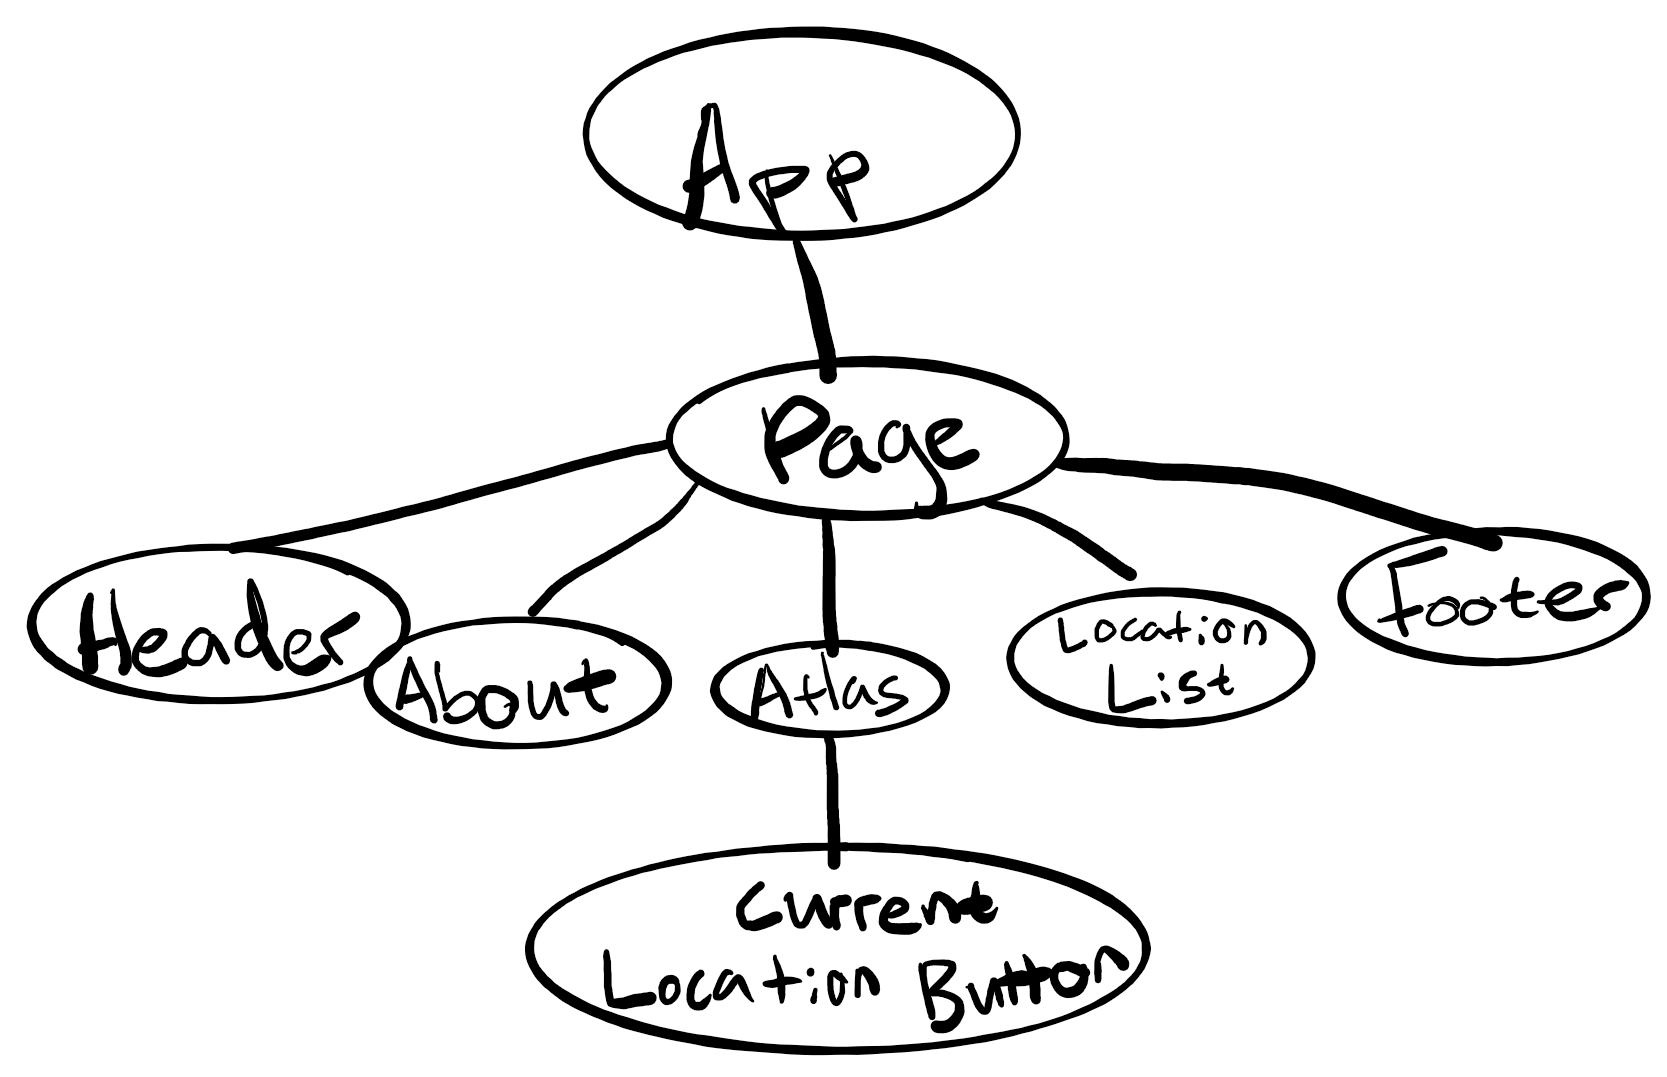 App
Page
Header
About
Atlas
Location
List
Footer
Current
Location Button